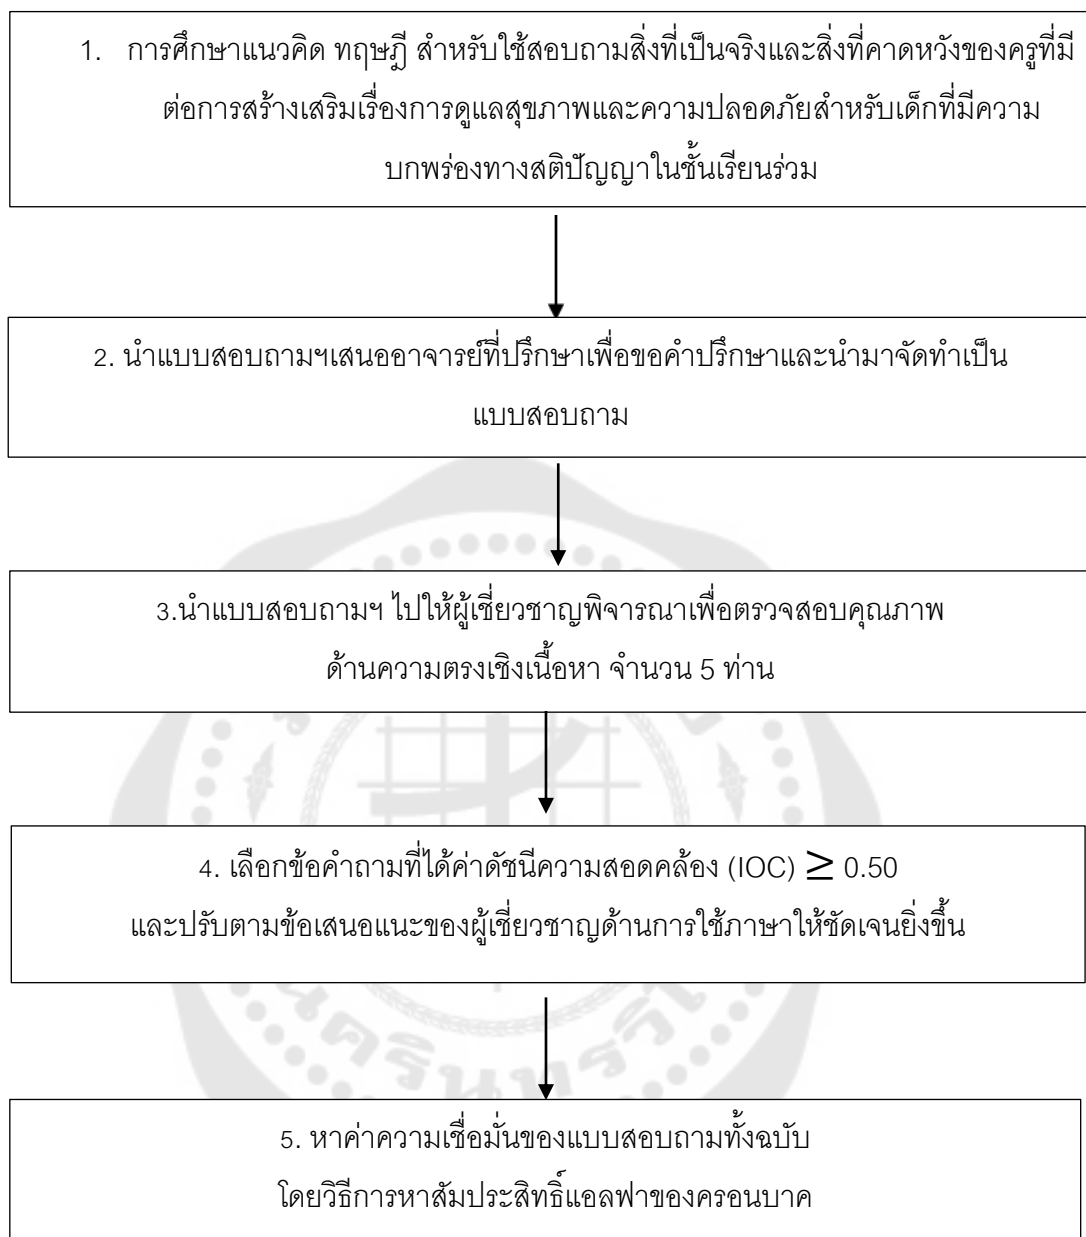 1. การศึกษาแนวคิด ทฤษฎี สำหรับใช้สอบถามสิ่งที่เป็นจริงและสิ่งที่คาดหวังของครูที่มี
ต่อการสร้างเสริมเรื่องการดูแลสุขภาพและความปลอดภัยสำหรับเด็กที่มีความ
บกพร่องทางสติปัญญาในชั้นเรียนร่วม
2. นำแบบสอบถามฯเสนออาจารย์ที่ปรึกษาเพื่อขอคำปรึกษาและนำมาจัดทำเป็น
แบบสอบถาม
3.นำแบบสอบถามฯ ไปให้ผู้เชี่ยวชาญพิจารณาเพื่อตรวจสอบคุณภาพ
ด้านความตรงเชิงเนื้อหา จำนวน 5 ท่าน
4. เลือกข้อคำถามที่ได้ค่าดัชนีความสอดคล้อง (IOC) ≥ 0.50
และปรับตามข้อเสนอแนะของผู้เชี่ยวชาญด้านการใช้ภาษาให้ชัดเจนยิ่งขึ้น
5. หาค่าความเชื่อมั่นของแบบสอบถามทั้งฉบับ
โดยวิธีการหาสัมประสิทธิ์แอลฟาของครอนบาค